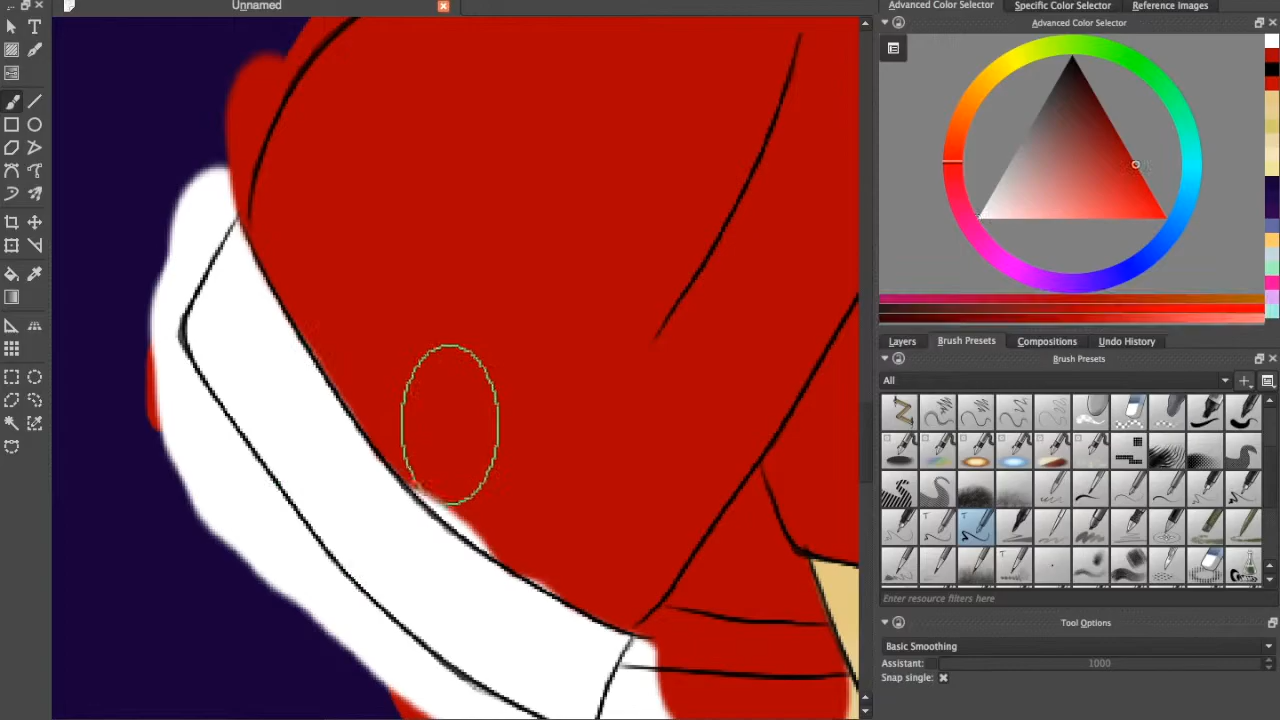 Unnamed
Advanced Color Selector
Specific Color Selector
Reference Images
Advanced Color Selector
Layers
Brush Presets
Compositions
Undo History
Brush Presets
All
Enter resource filters here
Tool Options
Basic Smoothing
Assistant:
1000
Snap single: